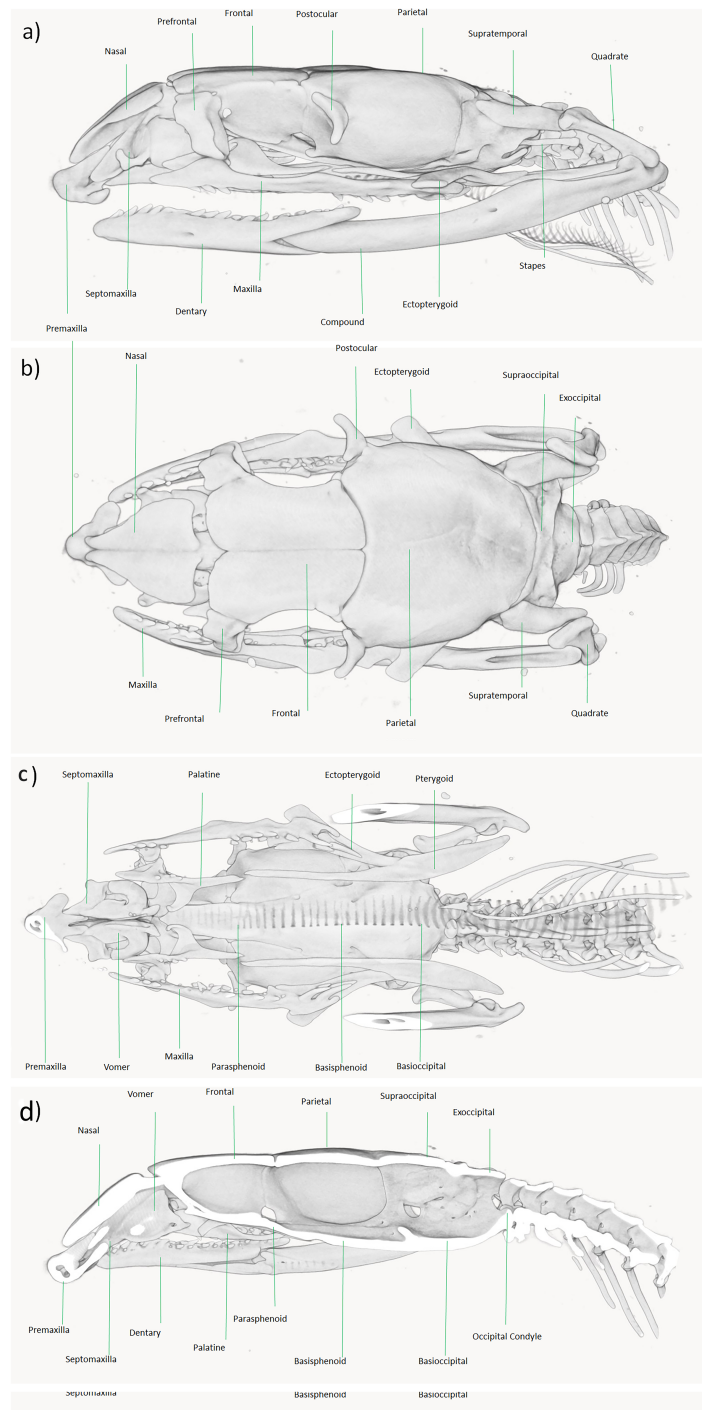 a)
Prefrontal
Frontal
Postocular
Parietal
Supratemporal
Nasal
Quadrate
Septomaxilla
Dentary
Maxilla
Ectopterygoid
Stapes
Premaxilla
Compound
b)
Nasal
Postocular
Ectopterygoid
Supraoccipital
Exoccipital
Maxilla
Prefrontal
Frontal
Parietal
Supratemporal
Quadrate
c)
Septomaxilla
Palatine
Ectopterygoid
Pterygoid
Premaxilla
Vomer
Maxilla
Parasphenoid
Basisphenoid
Basioccipital
d)
Nasal
Vomer
Frontal
Parietal
Supraoccipital
Exoccipital
Premaxilla
Septomaxilla
Dentary
Palatine
Parasphenoid
Basisphenoid
Basioccipital
Occipital Condyle
Septomaxilla
Basisphenoid
Basioccipital